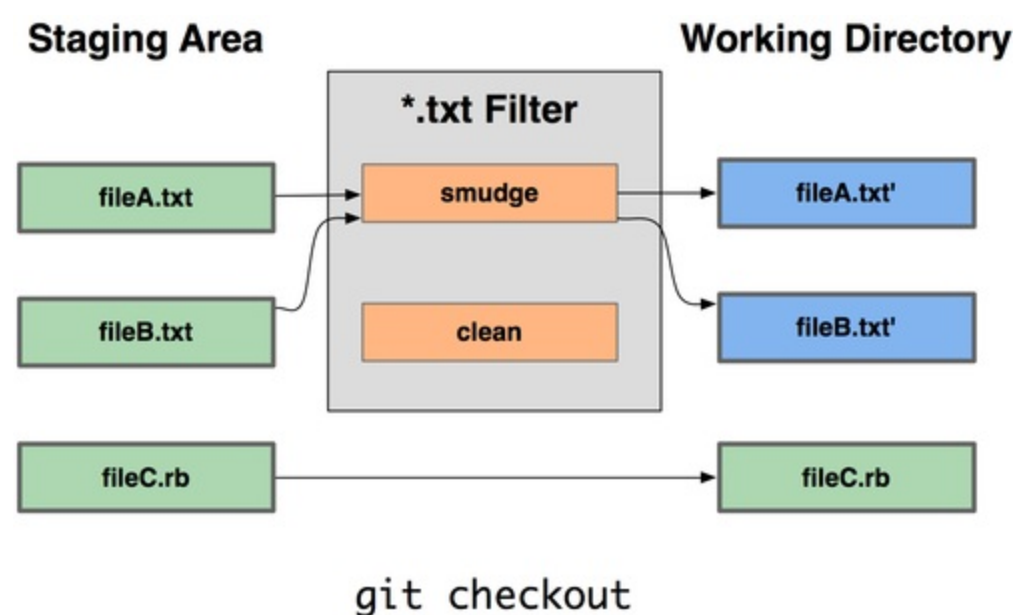 Staging Area
Working Directory
*.txt Filter
fileA.txt
smudge
fileA.txt'
fileB.txt
clean
fileB.txt'
fileC.rb
fileC.rb
git checkout